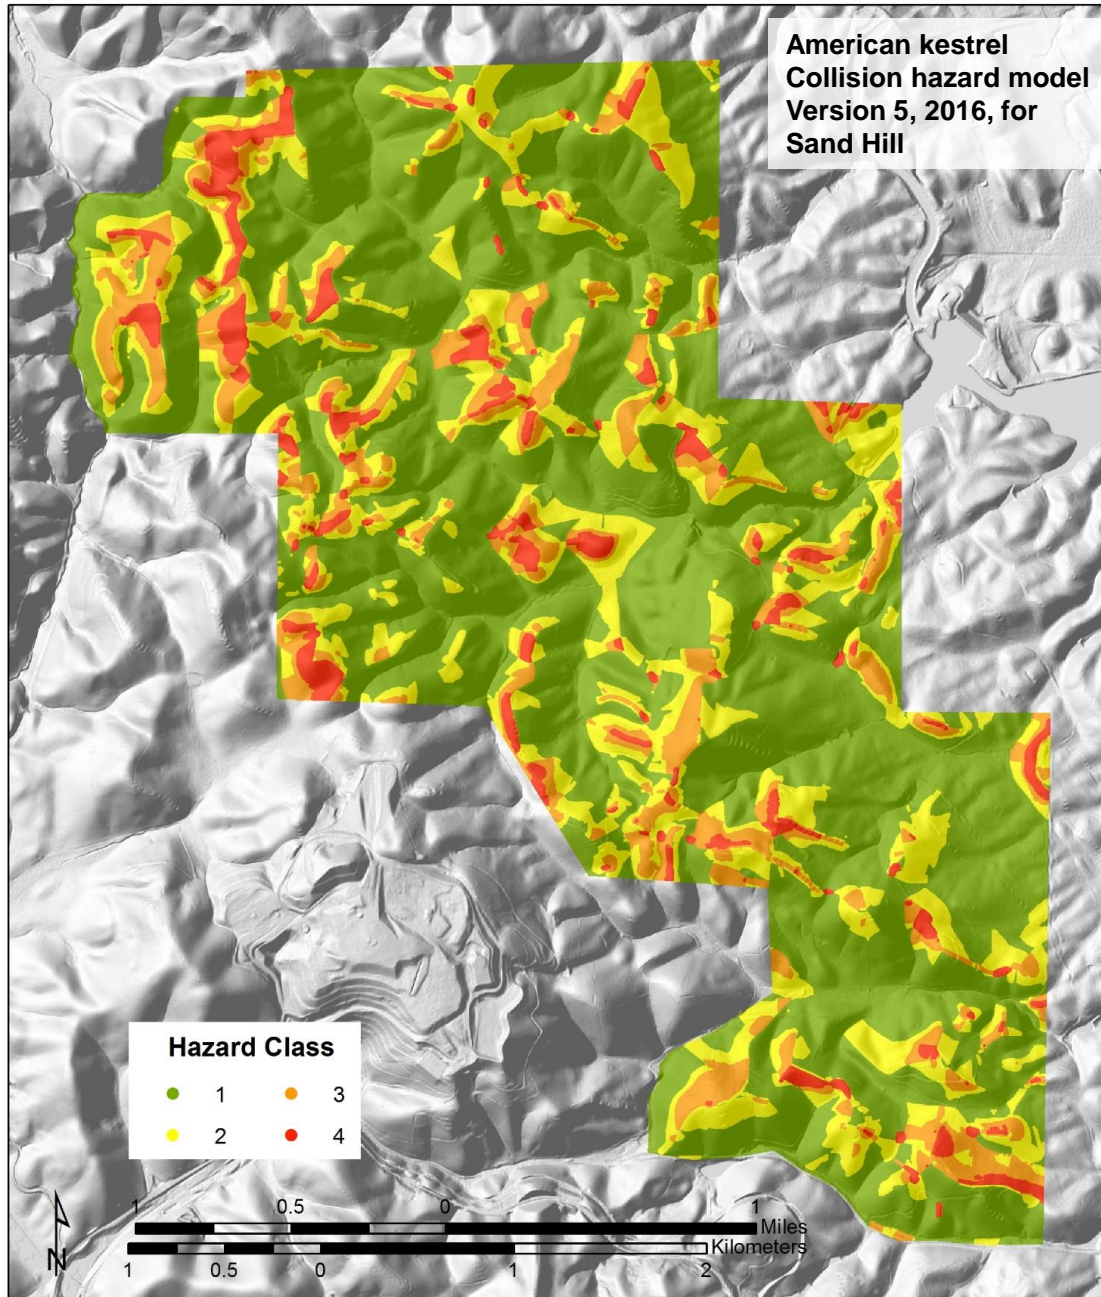 American kestrel
Collision hazard model
Version 5, 2016, for
Sand Hill
Hazard Class
1 3
2 4
1 0.5 0 1
Miles
Kilometers
1 0.5 0 1 2
N